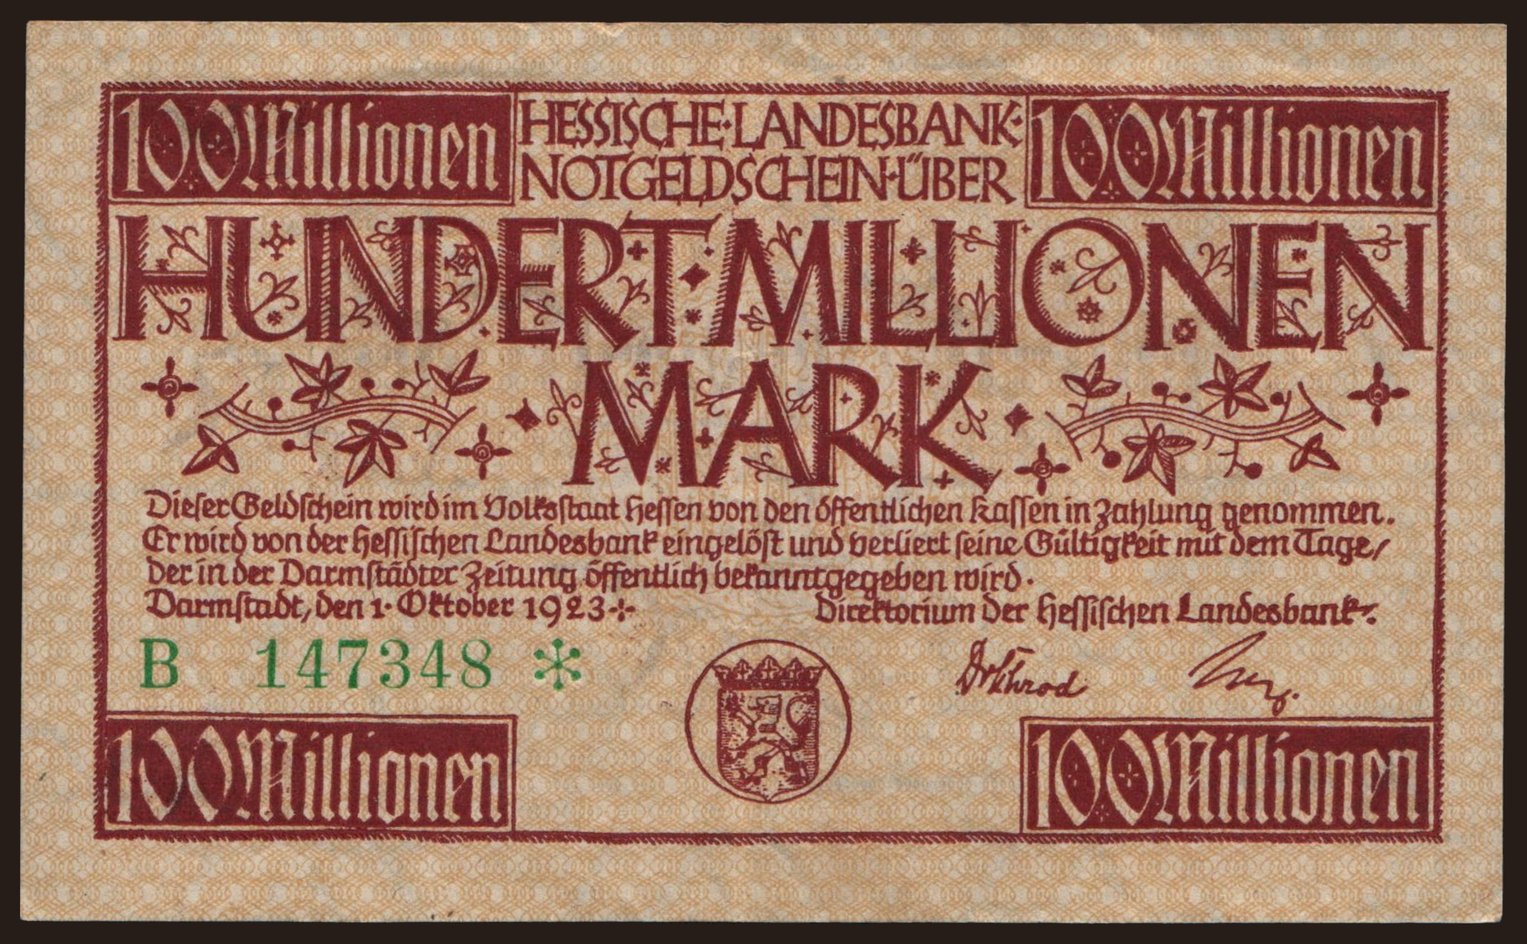 100 Millionen
HESSISCHE·LANDESBANK:
NOTGELDSCHEIN·ÜBER
100 Millionen
HUNDERT·MILLIONEN
MARK
Dieser Geldschein wird im Volksstaat Hessen von den öffentlichen Kassen in Zahlung genommen.
Er wird von der Hessischen Landesbank eingelöst und verliert seine Gültigkeit mit dem Tage,
der in der Darmstädter Zeitung öffentlich bekanntgegeben wird.
Darmstadt, den 1. Oktober 1923
Direktorium der Hessischen Landesbank.
B 147348 *
100 Millionen
100 Millionen